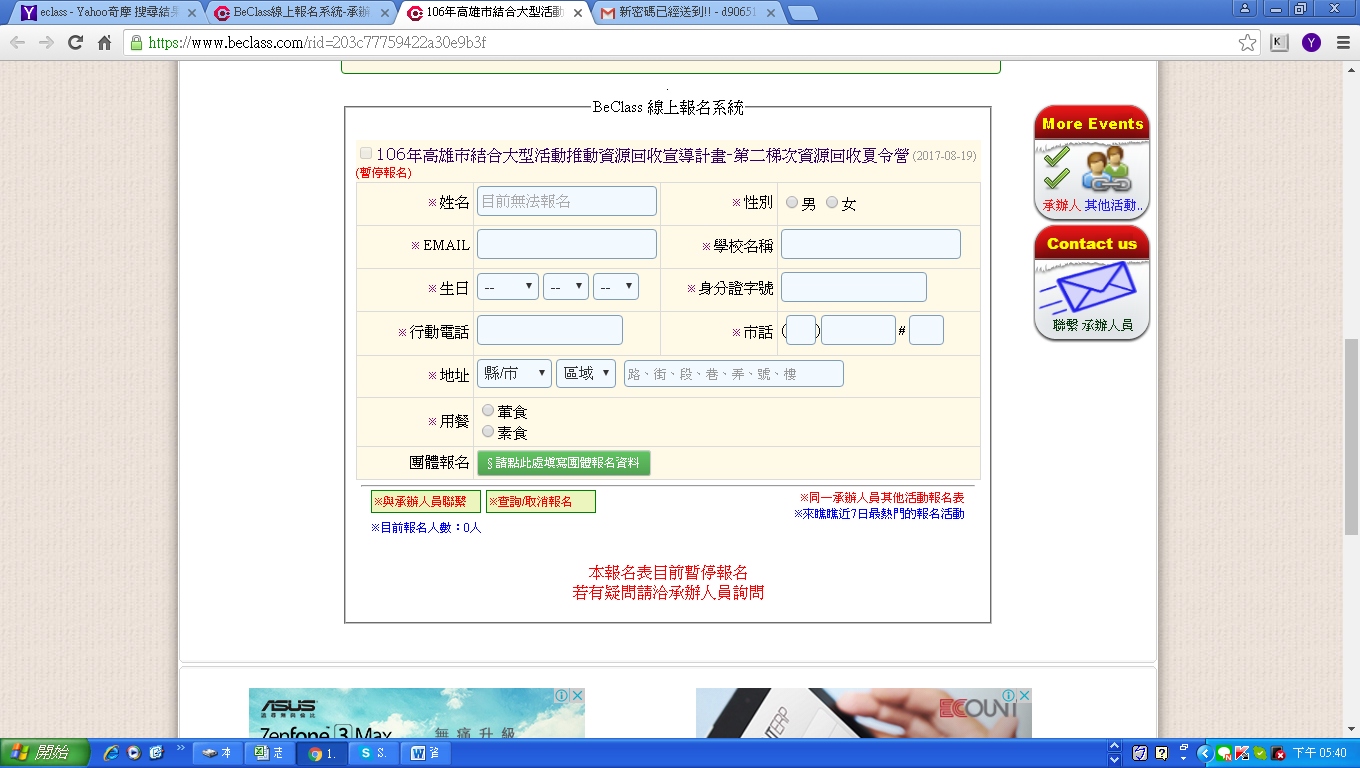 eclass - Yahoo奇摩 搜尋結果
BeClass線上報名系統-承辦
106年高雄市結合大型活動
新密碼已經送到!! - d90651
https://www.beclass.com/rid=203c77759422a30e9b3f
BeClass 線上報名系統
106年高雄市結合大型活動推動資源回收宣導計畫-第二梯次資源回收夏令營 (2017-08-19)
(暫停報名)
※姓名 目前無法報名 ※性別 男 女
※EMAIL ※學校名稱
※生日 -- -- -- ※身分證字號
※行動電話 ※市話 ( ) #
※地址 縣/市 區域 路、街、段、巷、弄、號、樓
※用餐 葷食
素食
團體報名 §請點此處填寫團體報名資料
※與承辦人員聯繫 ※查詢/取消報名 ※同一承辦人員其他活動報名表
※來瞧瞧近7日最熱門的報名活動
※目前報名人數：0人
本報名表目前暫停報名
若有疑問請洽承辦人員詢問
More Events
承辦人 其他活動..
Contact us
聯繫 承辦人員
ASUS
Zenfone 3 Max 無痛升級
ECOUNT
ERP
開始
本
志
1.
S.
資
下午 05:40